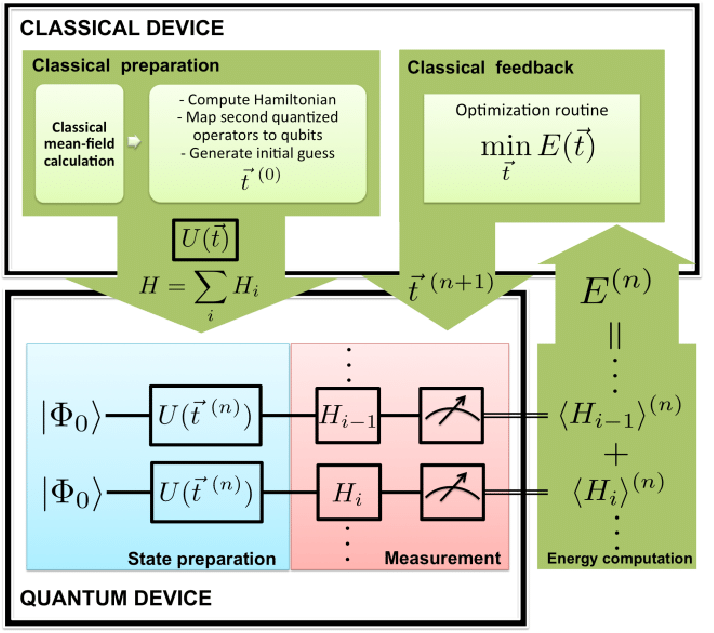 CLASSICAL DEVICE
Classical preparation
Classical
mean-field
calculation
- Compute Hamiltonian
- Map second quantized
operators to qubits
- Generate initial guess
$\vec{t}^{\,(0)}$
Classical feedback
Optimization routine
$\min_{\vec{t}} E(\vec{t})$
$U(\vec{t})$
$H = \sum_i H_i$
$\vec{t}^{\,(n+1)}$
$E^{(n)}$
||
$|\Phi_0\rangle$ $U(\vec{t}^{\,(n)})$ $H_{i-1}$ $\langle H_{i-1}\rangle^{(n)}$
+
$|\Phi_0\rangle$ $U(\vec{t}^{\,(n)})$ $H_i$ $\langle H_i\rangle^{(n)}$
State preparation
Measurement
Energy computation
QUANTUM DEVICE